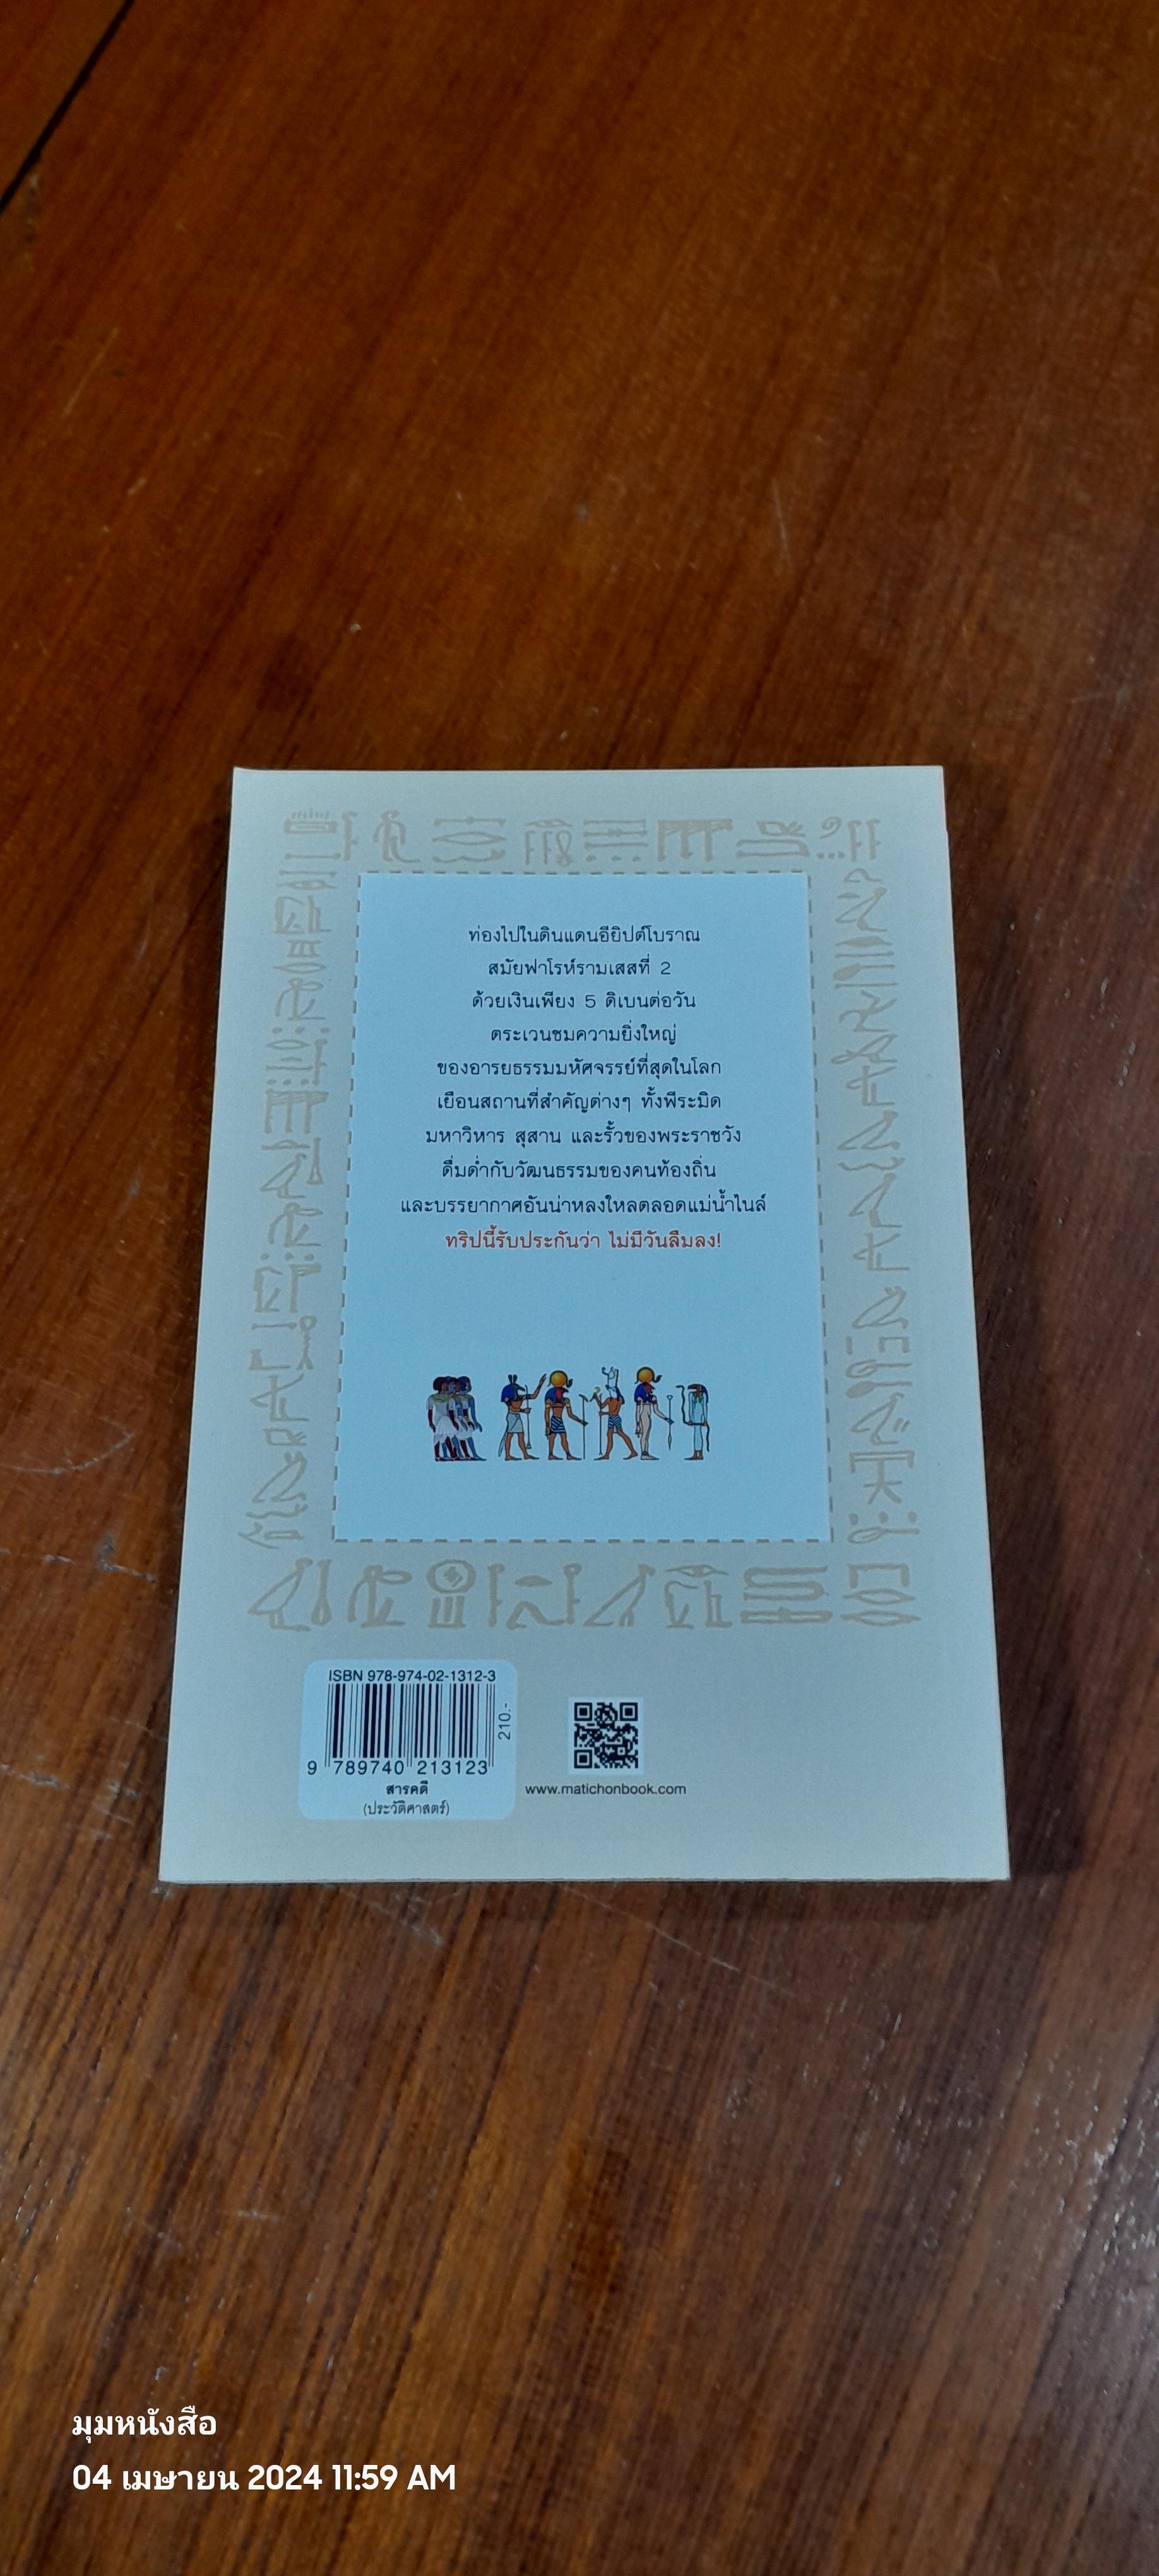 ท่องไปในดินแดนอียิปต์โบราณ
สมัยฟาโรห์รามเสสที่ 2
ด้วยเงินเพียง 5 ดิเบนต่อวัน
ตระเวนชมความยิ่งใหญ่
ของอารยธรรมมหัศจรรย์ที่สุดในโลก
เยือนสถานที่สำคัญต่างๆ ทั้งพีระมิด
มหาวิหาร สุสาน และรั้วของพระราชวัง
ดื่มด่ำกับวัฒนธรรมของคนท้องถิ่น
และบรรยากาศอันน่าหลงใหลตลอดแม่น้ำไนล์
ทริปนี้รับประกันว่า ไม่มีวันลืมลง!
ISBN 978-974-02-1312-3
210.-
9 789740 213123
สารคดี
(ประวัติศาสตร์)
www.matichonbook.com
มุมหนังสือ
04 เมษายน 2024 11:59 AM